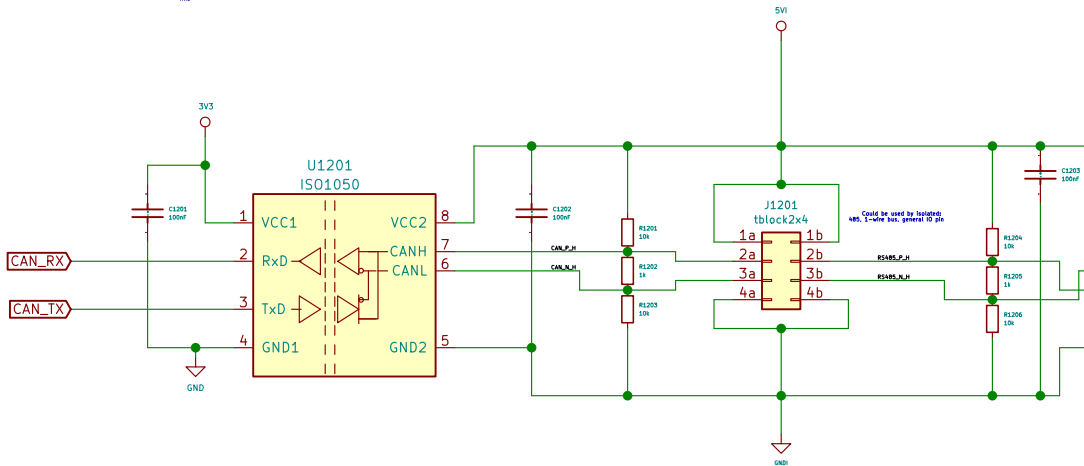 5VI
3V3
U1201
ISO1050
C1201
100nF
1
VCC1
VCC2
8
C1202
100nF
R1201
10k
J1201
tblock2x4
Could be used by isolated:
485, 1-wire bus, general IO pin
C1203
100nF
R1204
10k
CAN_RX
2
RxD
CANH
7
CAN_P_H
1a
1b
2a
2b
RS485_P_H
CANL
6
CAN_N_H
R1202
1k
3a
3b
RS485_N_H
R1205
1k
CAN_TX
3
TxD
R1203
10k
4a
4b
R1206
10k
4
GND1
GND2
5
GND
GNDI